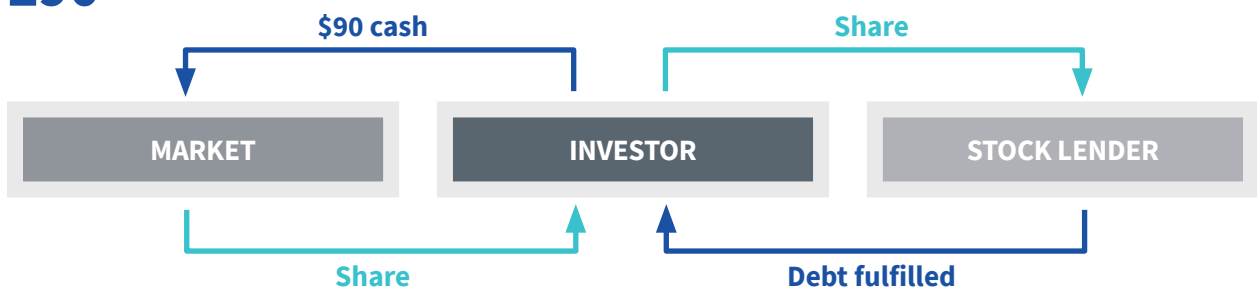 $90 cash
Share
MARKET
INVESTOR
STOCK LENDER
Share
Debt fulfilled